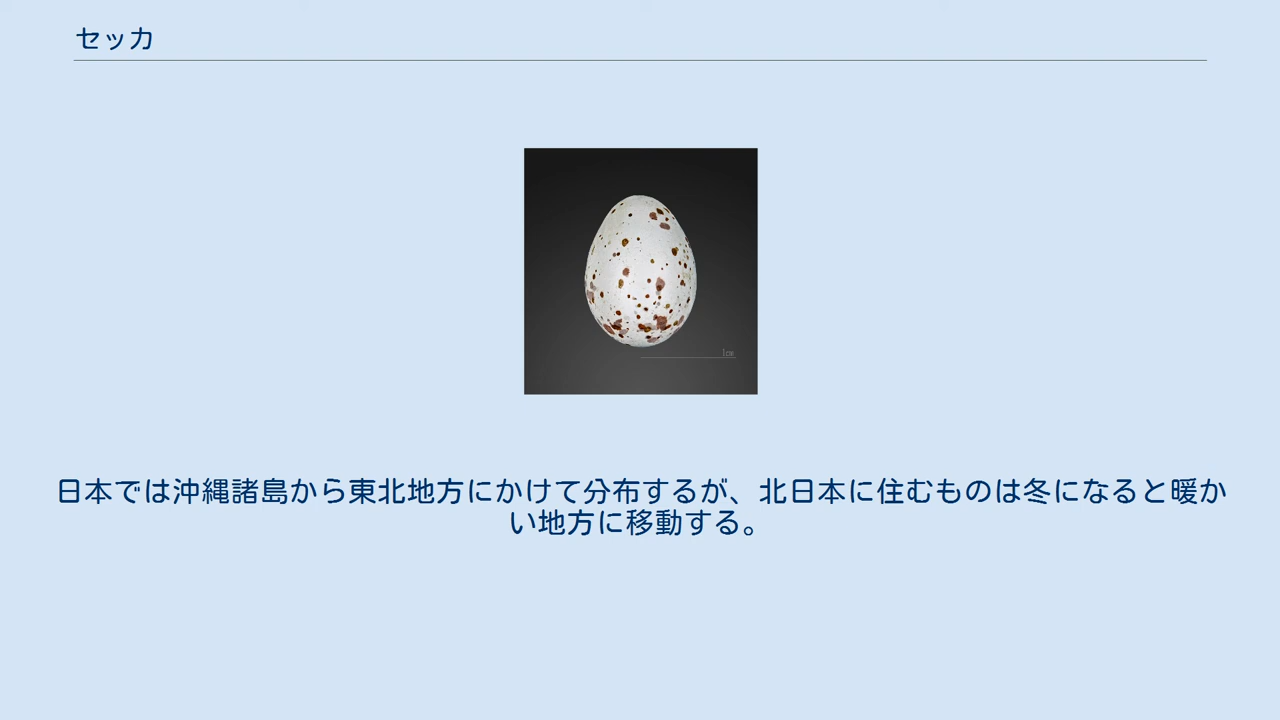 セッカ
1cm
日本では沖縄諸島から東北地方にかけて分布するが、北日本に住むものは冬になると暖か
い地方に移動する。